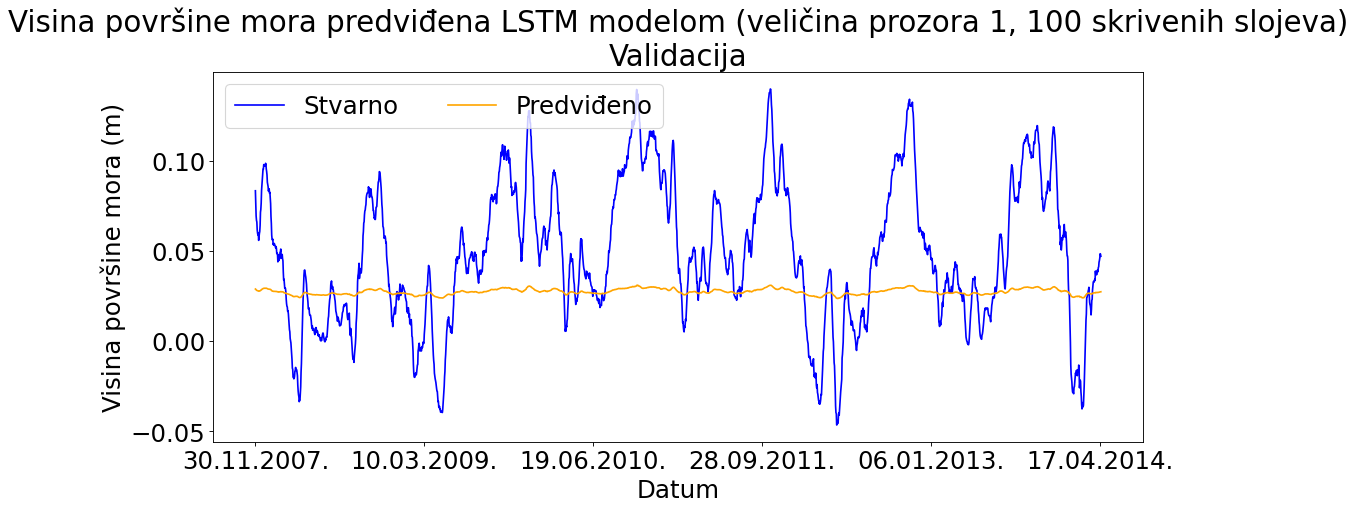 Visina površine mora predviđena LSTM modelom (veličina prozora 1, 100 skrivenih slojeva)
Validacija
Stvarno
Predviđeno
Visina površine mora (m)
0.10
0.05
0.00
−0.05
30.11.2007.
10.03.2009.
19.06.2010.
28.09.2011.
06.01.2013.
17.04.2014.
Datum